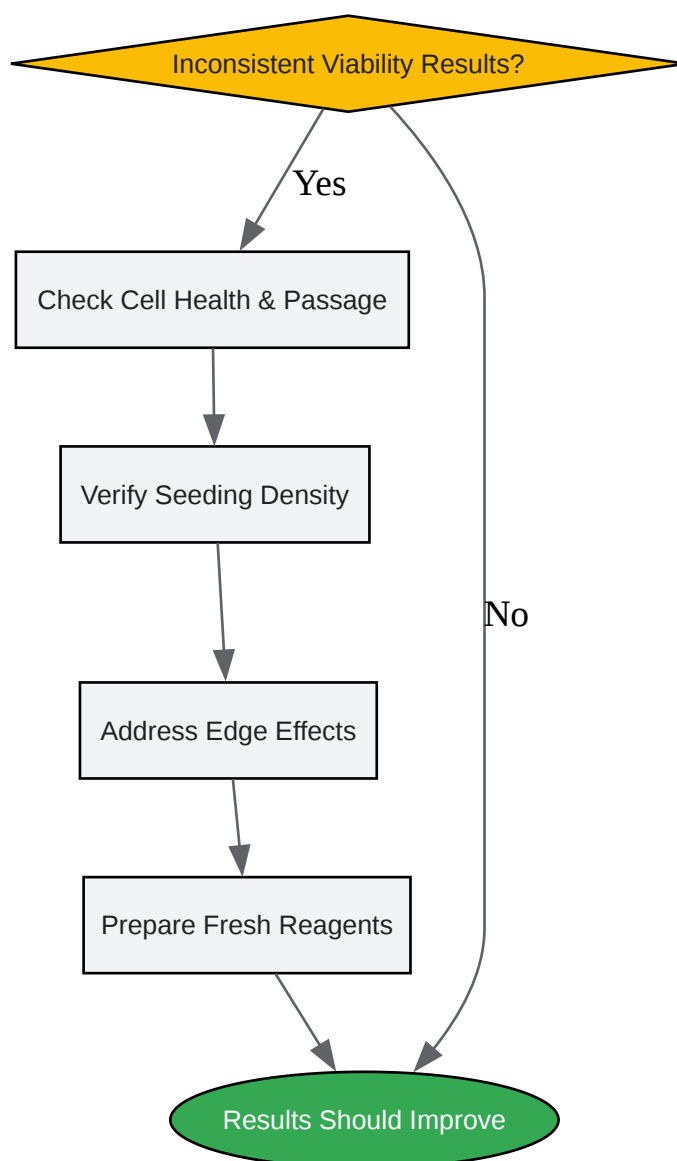 Inconsistent Viability Results?
Yes
Check Cell Health & Passage
Verify Seeding Density
No
Address Edge Effects
Prepare Fresh Reagents
Results Should Improve